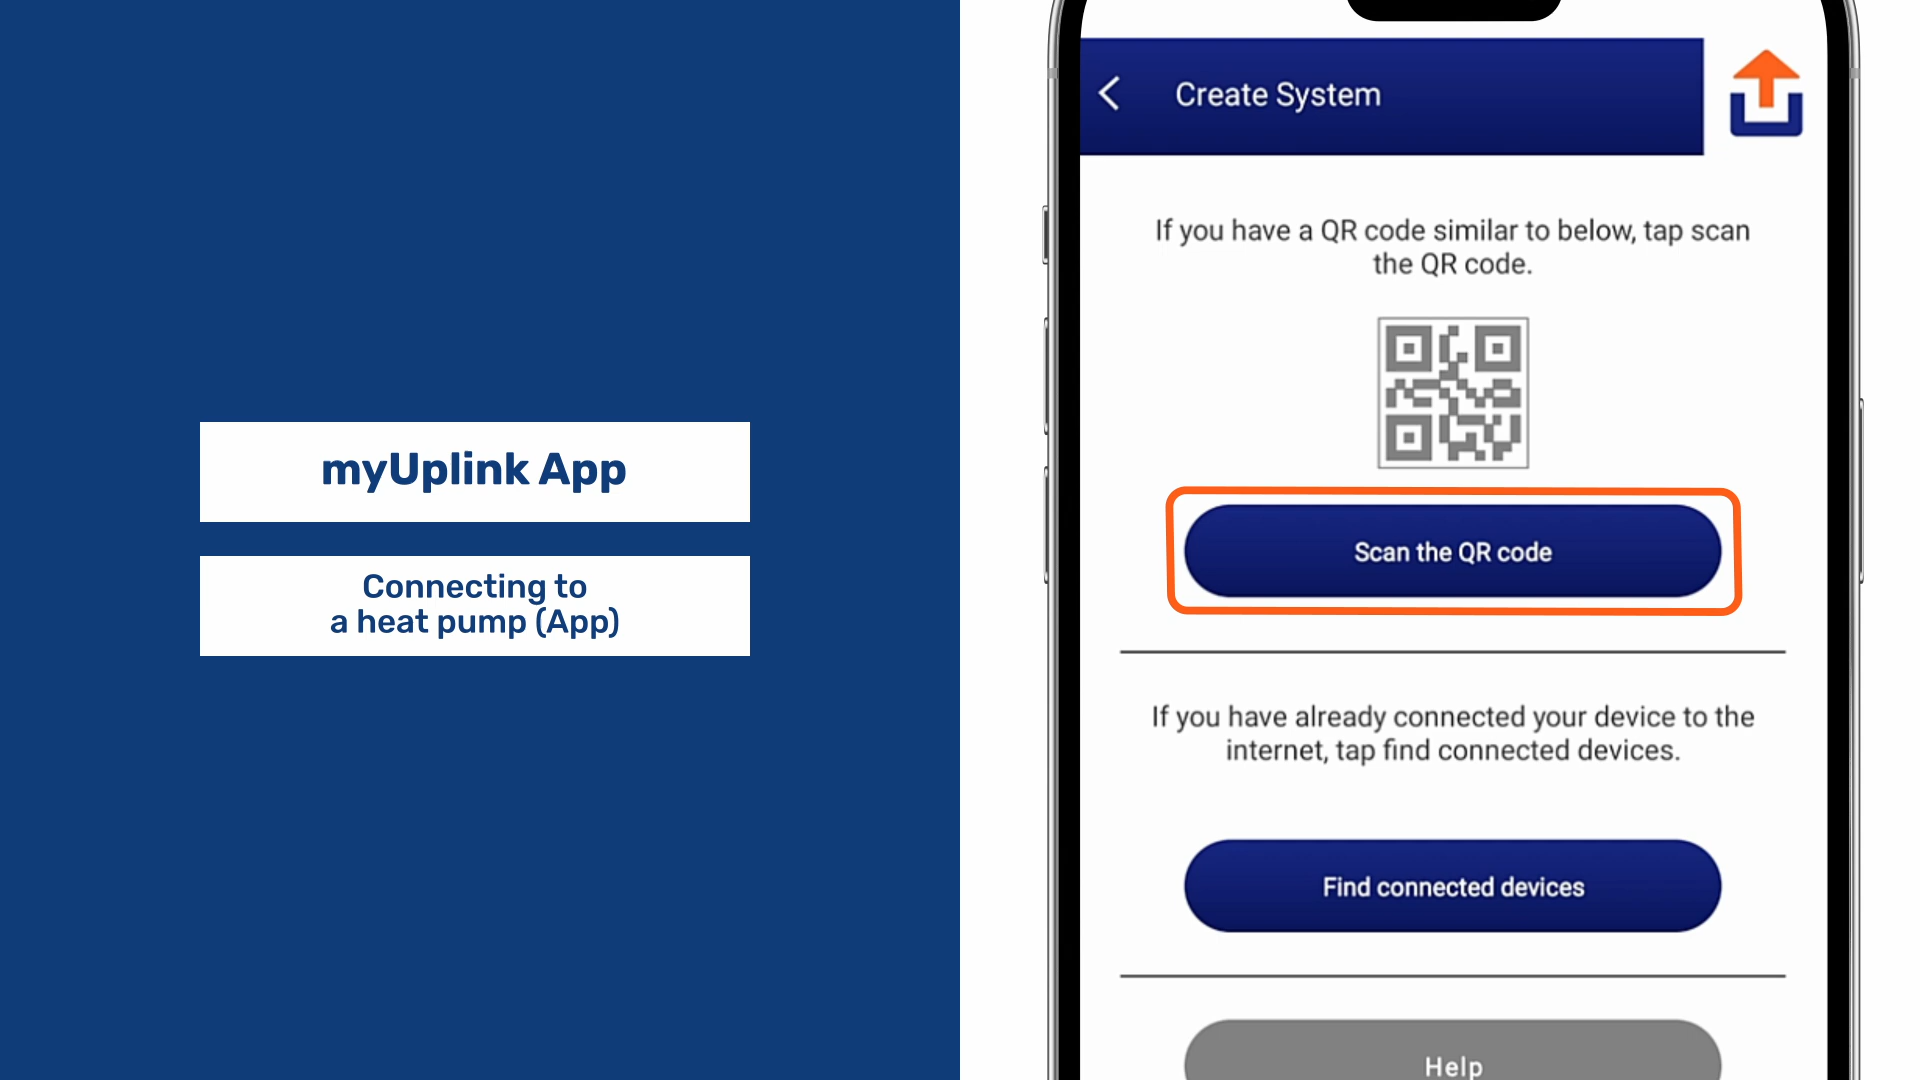 myUplink App
Connecting to
a heat pump (App)
Create System
If you have a QR code similar to below, tap scan
the QR code.
Scan the QR code
If you have already connected your device to the
internet, tap find connected devices.
Find connected devices
Help